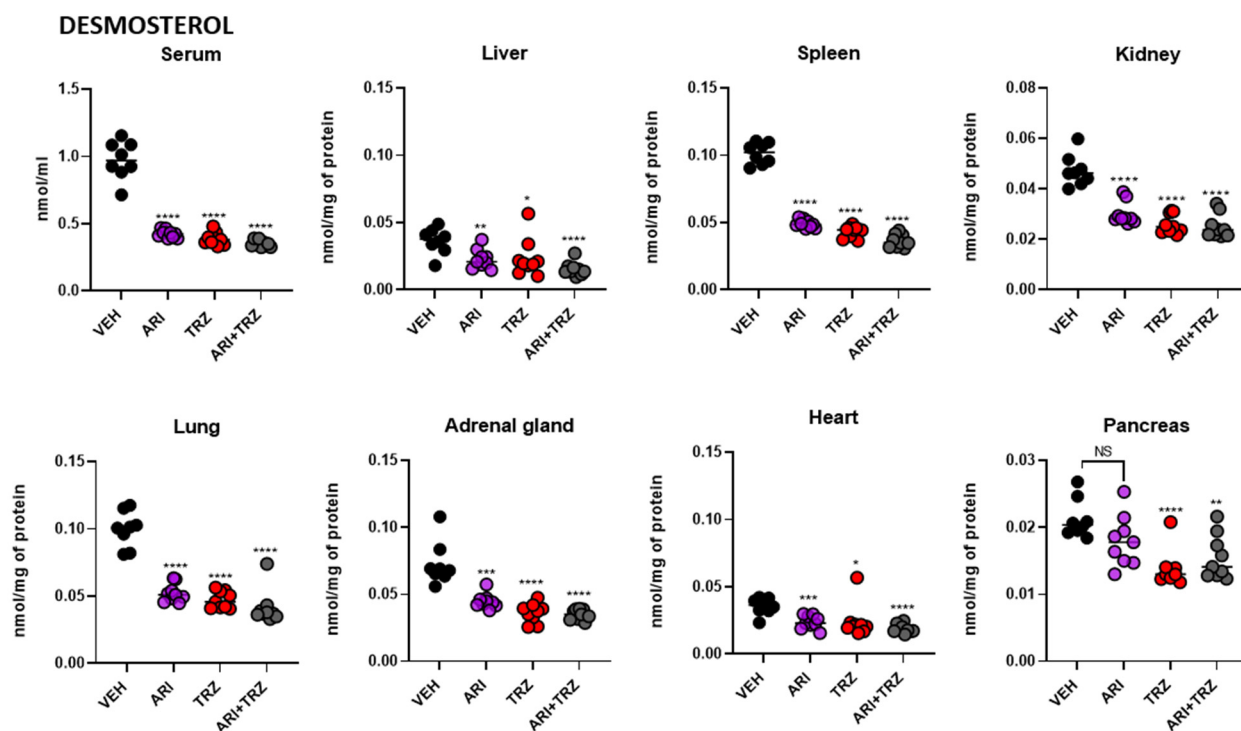 DESMOSTEROL
Serum
nmol/ml
1.5
1.0
0.5
0.0
****
****
****
VEH
ARI
TRZ
ARI+TRZ
Liver
nmol/mg of protein
0.15
0.10
0.05
0.00
**
*
****
VEH
ARI
TRZ
ARI+TRZ
Spleen
nmol/mg of protein
0.15
0.10
0.05
0.00
****
****
****
VEH
ARI
TRZ
ARI+TRZ
Kidney
nmol/mg of protein
0.08
0.06
0.04
0.02
0.00
****
****
****
VEH
ARI
TRZ
ARI+TRZ
Lung
nmol/mg of protein
0.15
0.10
0.05
0.00
****
****
****
VEH
ARI
TRZ
ARI+TRZ
Adrenal gland
nmol/mg of protein
0.15
0.10
0.05
0.00
***
****
****
VEH
ARI
TRZ
ARI+TRZ
Heart
nmol/mg of protein
0.15
0.10
0.05
0.00
***
*
****
VEH
ARI
TRZ
ARI+TRZ
Pancreas
nmol/mg of protein
0.03
0.02
0.01
0.00
NS
****
**
VEH
ARI
TRZ
ARI+TRZ